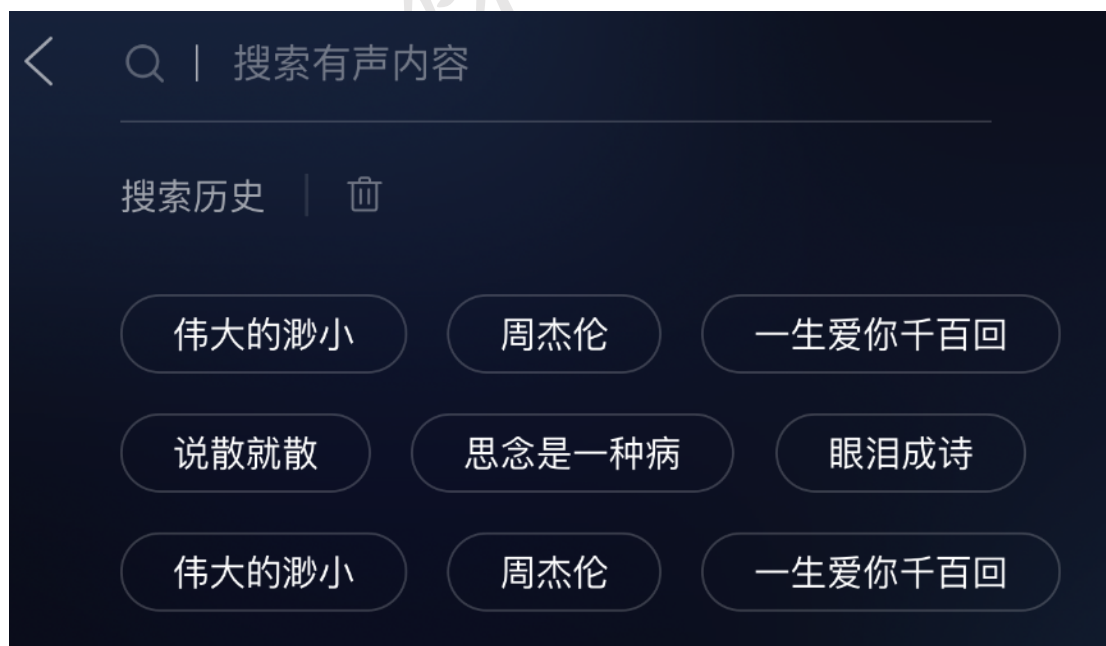 搜索有声内容
搜索历史
伟大的渺小 周杰伦 一生爱你千百回
说散就散 思念是一种病 眼泪成诗
伟大的渺小 周杰伦 一生爱你千百回